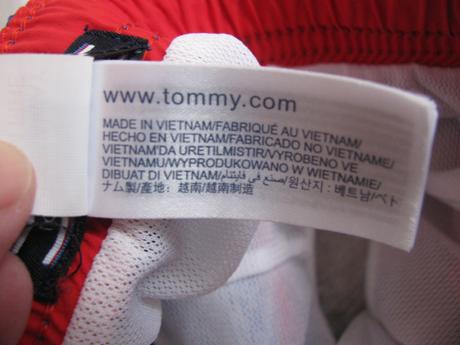 www.tommy.com
MADE IN VIETNAM/FABRIQUÉ AU VIETNAM/
HECHO EN VIETNAM/FABRICADO NO VIETNAME/
VIETNAM'DA URETILMISTIR/VYROBENO VE
VIETNAMU/WYPRODUKOWANO W WIETNAMIE/
DIBUAT DI VIETNAM/صنع في فايتنام/원산지 : 베트남/ベト
ナム製/產地: 越南/越南制造